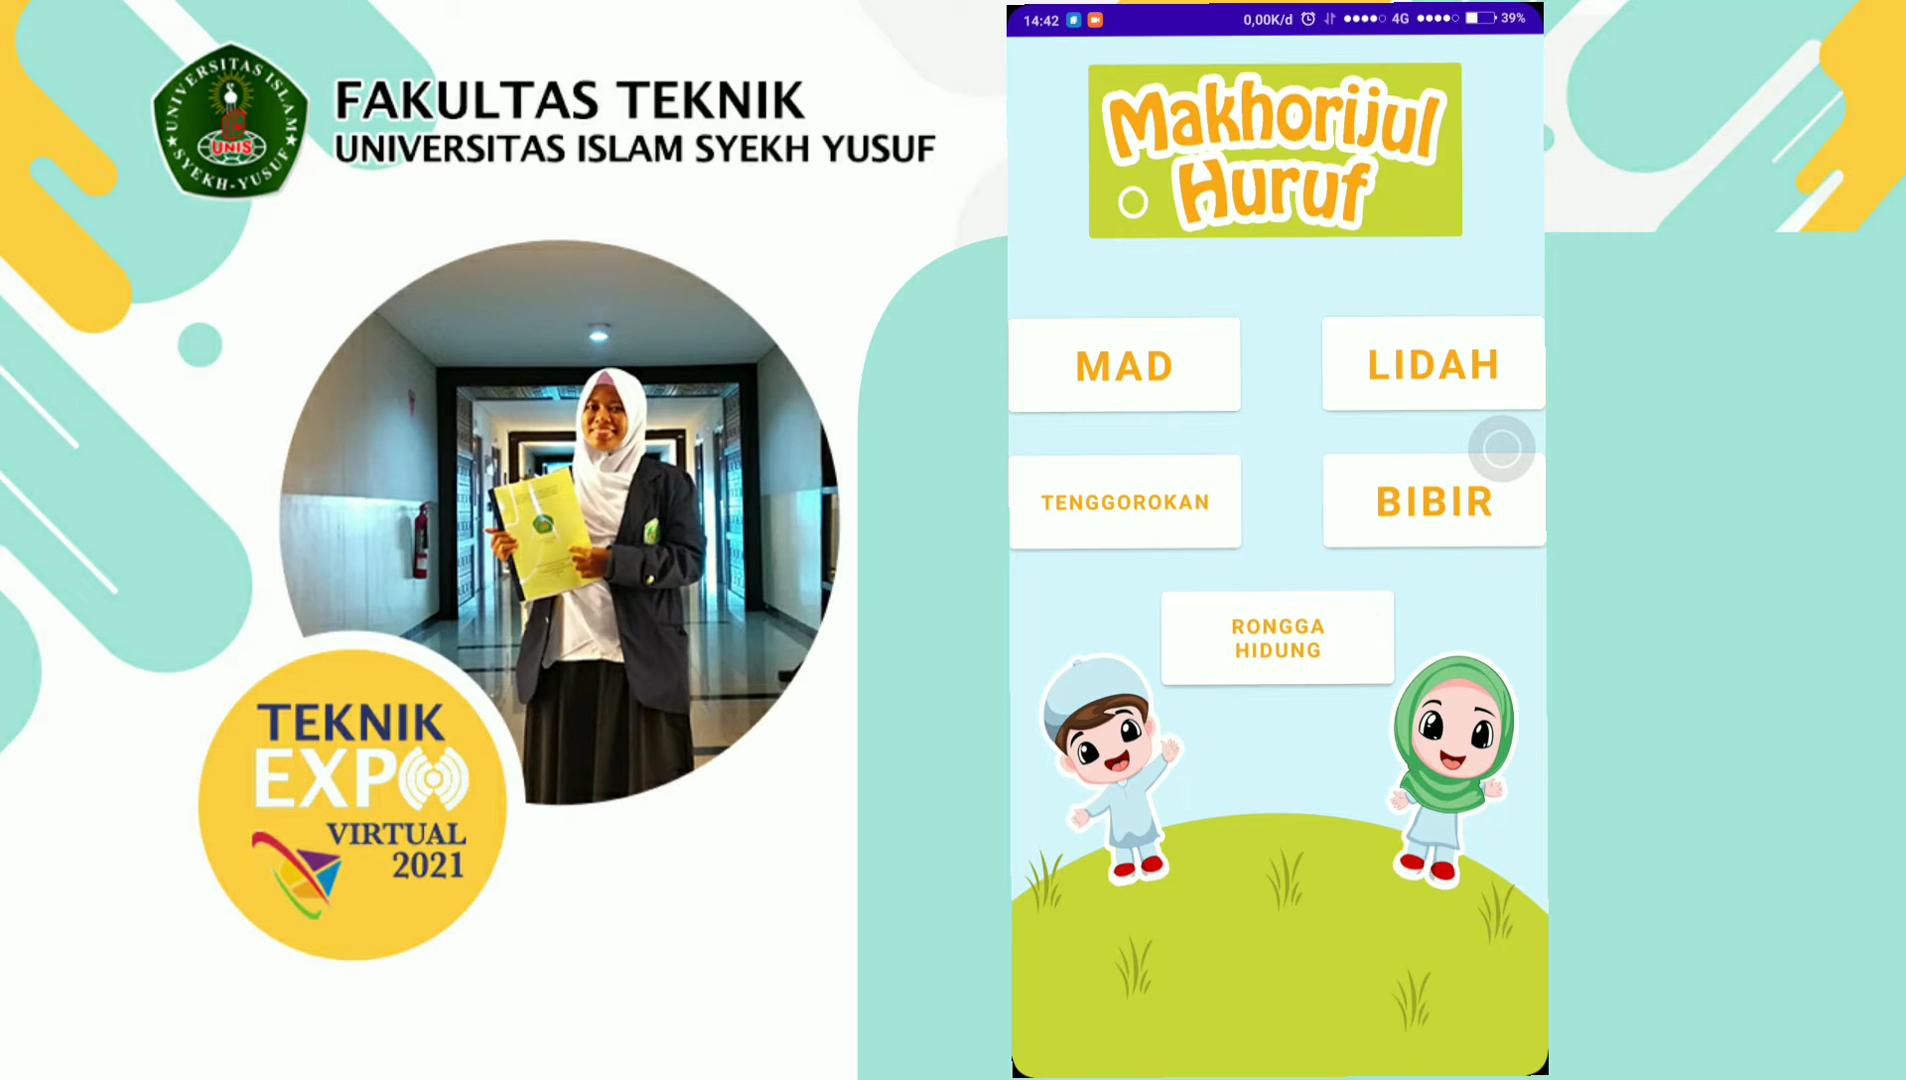 UNIVERSITAS ISLAM
SYEKH-YUSUF
UNIS
FAKULTAS TEKNIK
UNIVERSITAS ISLAM SYEKH YUSUF
TEKNIK
EXPO
VIRTUAL
2021
14:42 0,00K/d 4G 39%
Makhorijul
Huruf
MAD
LIDAH
TENGGOROKAN
BIBIR
RONGGA
HIDUNG